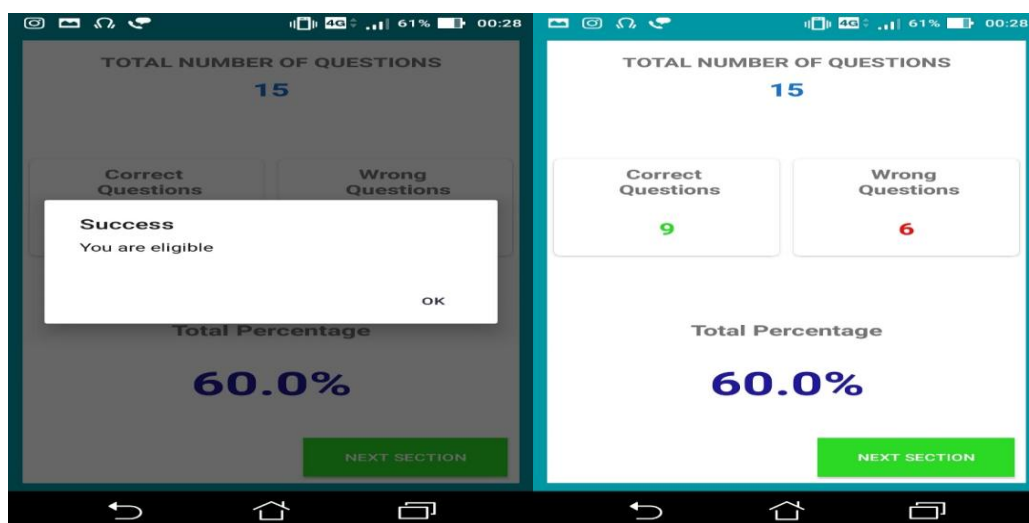 4G 61% 00:28
TOTAL NUMBER OF QUESTIONS
15
Correct
Questions
Wrong
Questions
Success
You are eligible
OK
Total Percentage
60.0%
NEXT SECTION
4G 61% 00:28
TOTAL NUMBER OF QUESTIONS
15
Correct
Questions
9
Wrong
Questions
6
Total Percentage
60.0%
NEXT SECTION